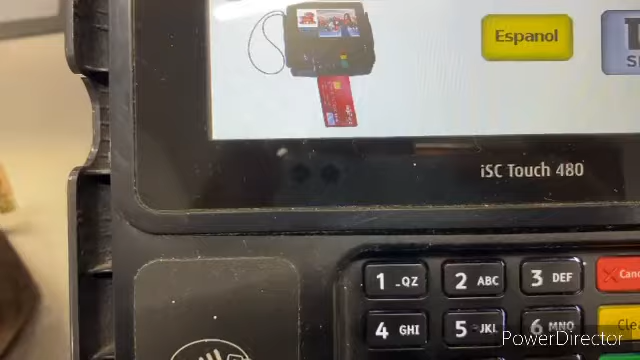 Espanol
iSC Touch 480
1 -QZ 2 ABC 3 DEF
4 GHI 5 JKL 6 MNO
PowerDirector